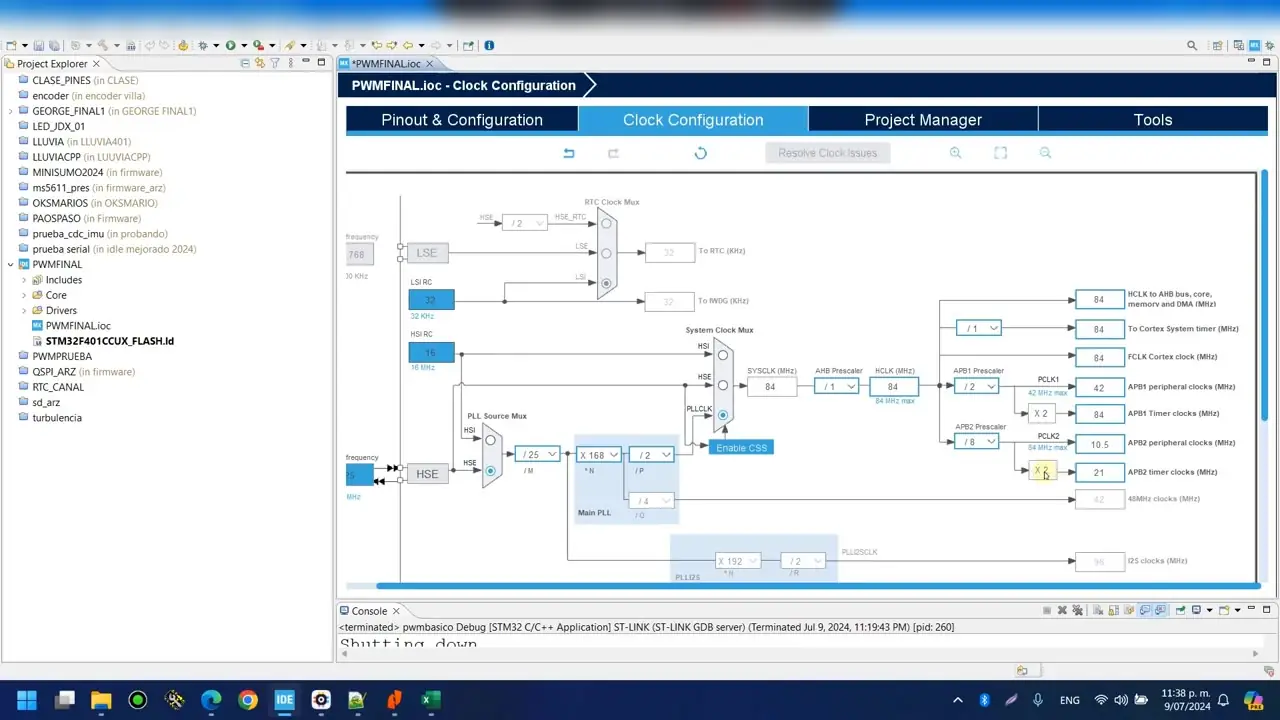 Project Explorer
*PWMFINAL.ioc
CLASE_PINES (in CLASE)
encoder (in encoder villa)
GEORGE_FINAL1 (in GEORGE FINAL1)
LED_JDX_01
LLUVIA (in LLUVIA401)
LLUVIACPP (in LUUVIACPP)
MINISUMO2024 (in firmware)
ms5611_pres (in firmware_arz)
OKSMARIOS (in OKSMARIOS)
PAOSPASO (in Firmware)
prueba_cdc_imu (in probando)
prueba serial (in idle mejorado 2024)
PWMFINAL
Includes
Core
Drivers
PWMFINAL.ioc
STM32F401CCUX_FLASH.ld
PWMPRUEBA
QSPI_ARZ (in firmware)
RTC_CANAL
sd_arz
turbulencia
PWMFINAL.ioc - Clock Configuration
Pinout & Configuration
Clock Configuration
Project Manager
Tools
Resolve Clock Issues
RTC Clock Mux
HSE
/ 2
HSE_RTC
frequency
768
LSE
LSE
32
To RTC (KHz)
LSI RC
LSI
32
32 KHz
32
To IWDG (KHz)
HSI RC
16
16 MHz
System Clock Mux
HSI
HSE
PLLCLK
SYSCLK (MHz)
84
AHB Prescaler
/ 1
HCLK (MHz)
84
84 MHz max
Enable CSS
84
HCLK to AHB bus, core,
memory and DMA (MHz)
/ 1
84
To Cortex System timer (MHz)
84
FCLK Cortex clock (MHz)
APB1 Prescaler
/ 2
PCLK1
42 MHz max
42
APB1 peripheral clocks (MHz)
X 2
84
APB1 Timer clocks (MHz)
APB2 Prescaler
/ 8
PCLK2
84 MHz max
10.5
APB2 peripheral clocks (MHz)
X 2
21
APB2 timer clocks (MHz)
42
48MHz clocks (MHz)
PLL Source Mux
HSI
HSE
frequency
MHz
HSE
/ 25
/ M
X 168
* N
/ 2
/ P
/ 4
/ Q
Main PLL
X 192
* N
/ 2
/ R
PLLI2SCLK
PLLI2S
96
I2S clocks (MHz)
Console
<terminated> pwmbasico Debug [STM32 C/C++ Application] ST-LINK (ST-LINK GDB server) (Terminated Jul 9, 2024, 11:19:43 PM) [pid: 260]
Shutting down
IDE
ENG
11:38 p. m.
9/07/2024